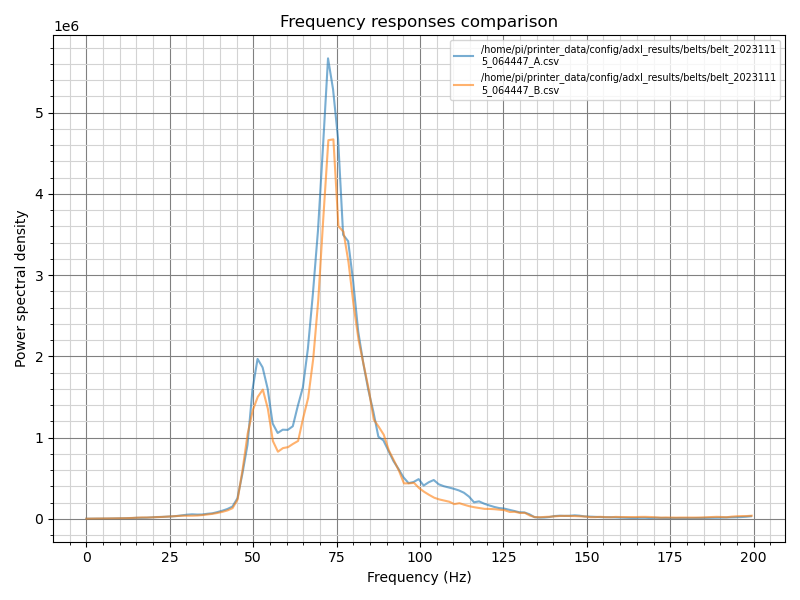 Frequency responses comparison
1e6
/home/pi/printer_data/config/adxl_results/belts/belt_2023111
5_064447_A.csv
/home/pi/printer_data/config/adxl_results/belts/belt_2023111
5_064447_B.csv
5
4
3
2
1
0
Power spectral density
0 25 50 75 100 125 150 175 200
Frequency (Hz)